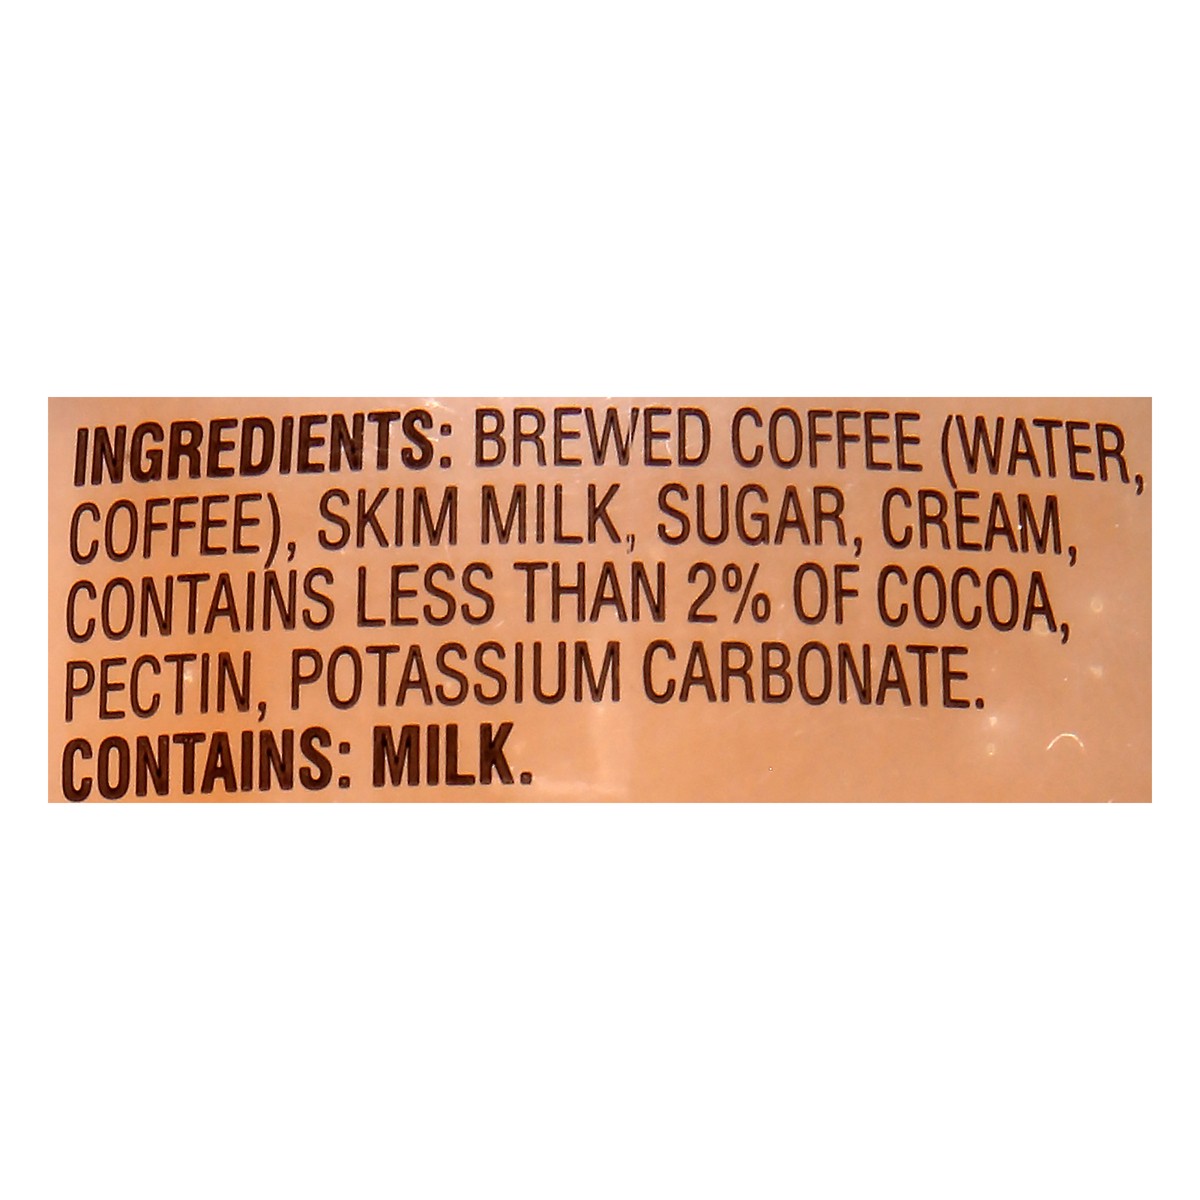 INGREDIENTS: BREWED COFFEE (WATER,
COFFEE), SKIM MILK, SUGAR, CREAM,
CONTAINS LESS THAN 2% OF COCOA,
PECTIN, POTASSIUM CARBONATE.
CONTAINS: MILK.